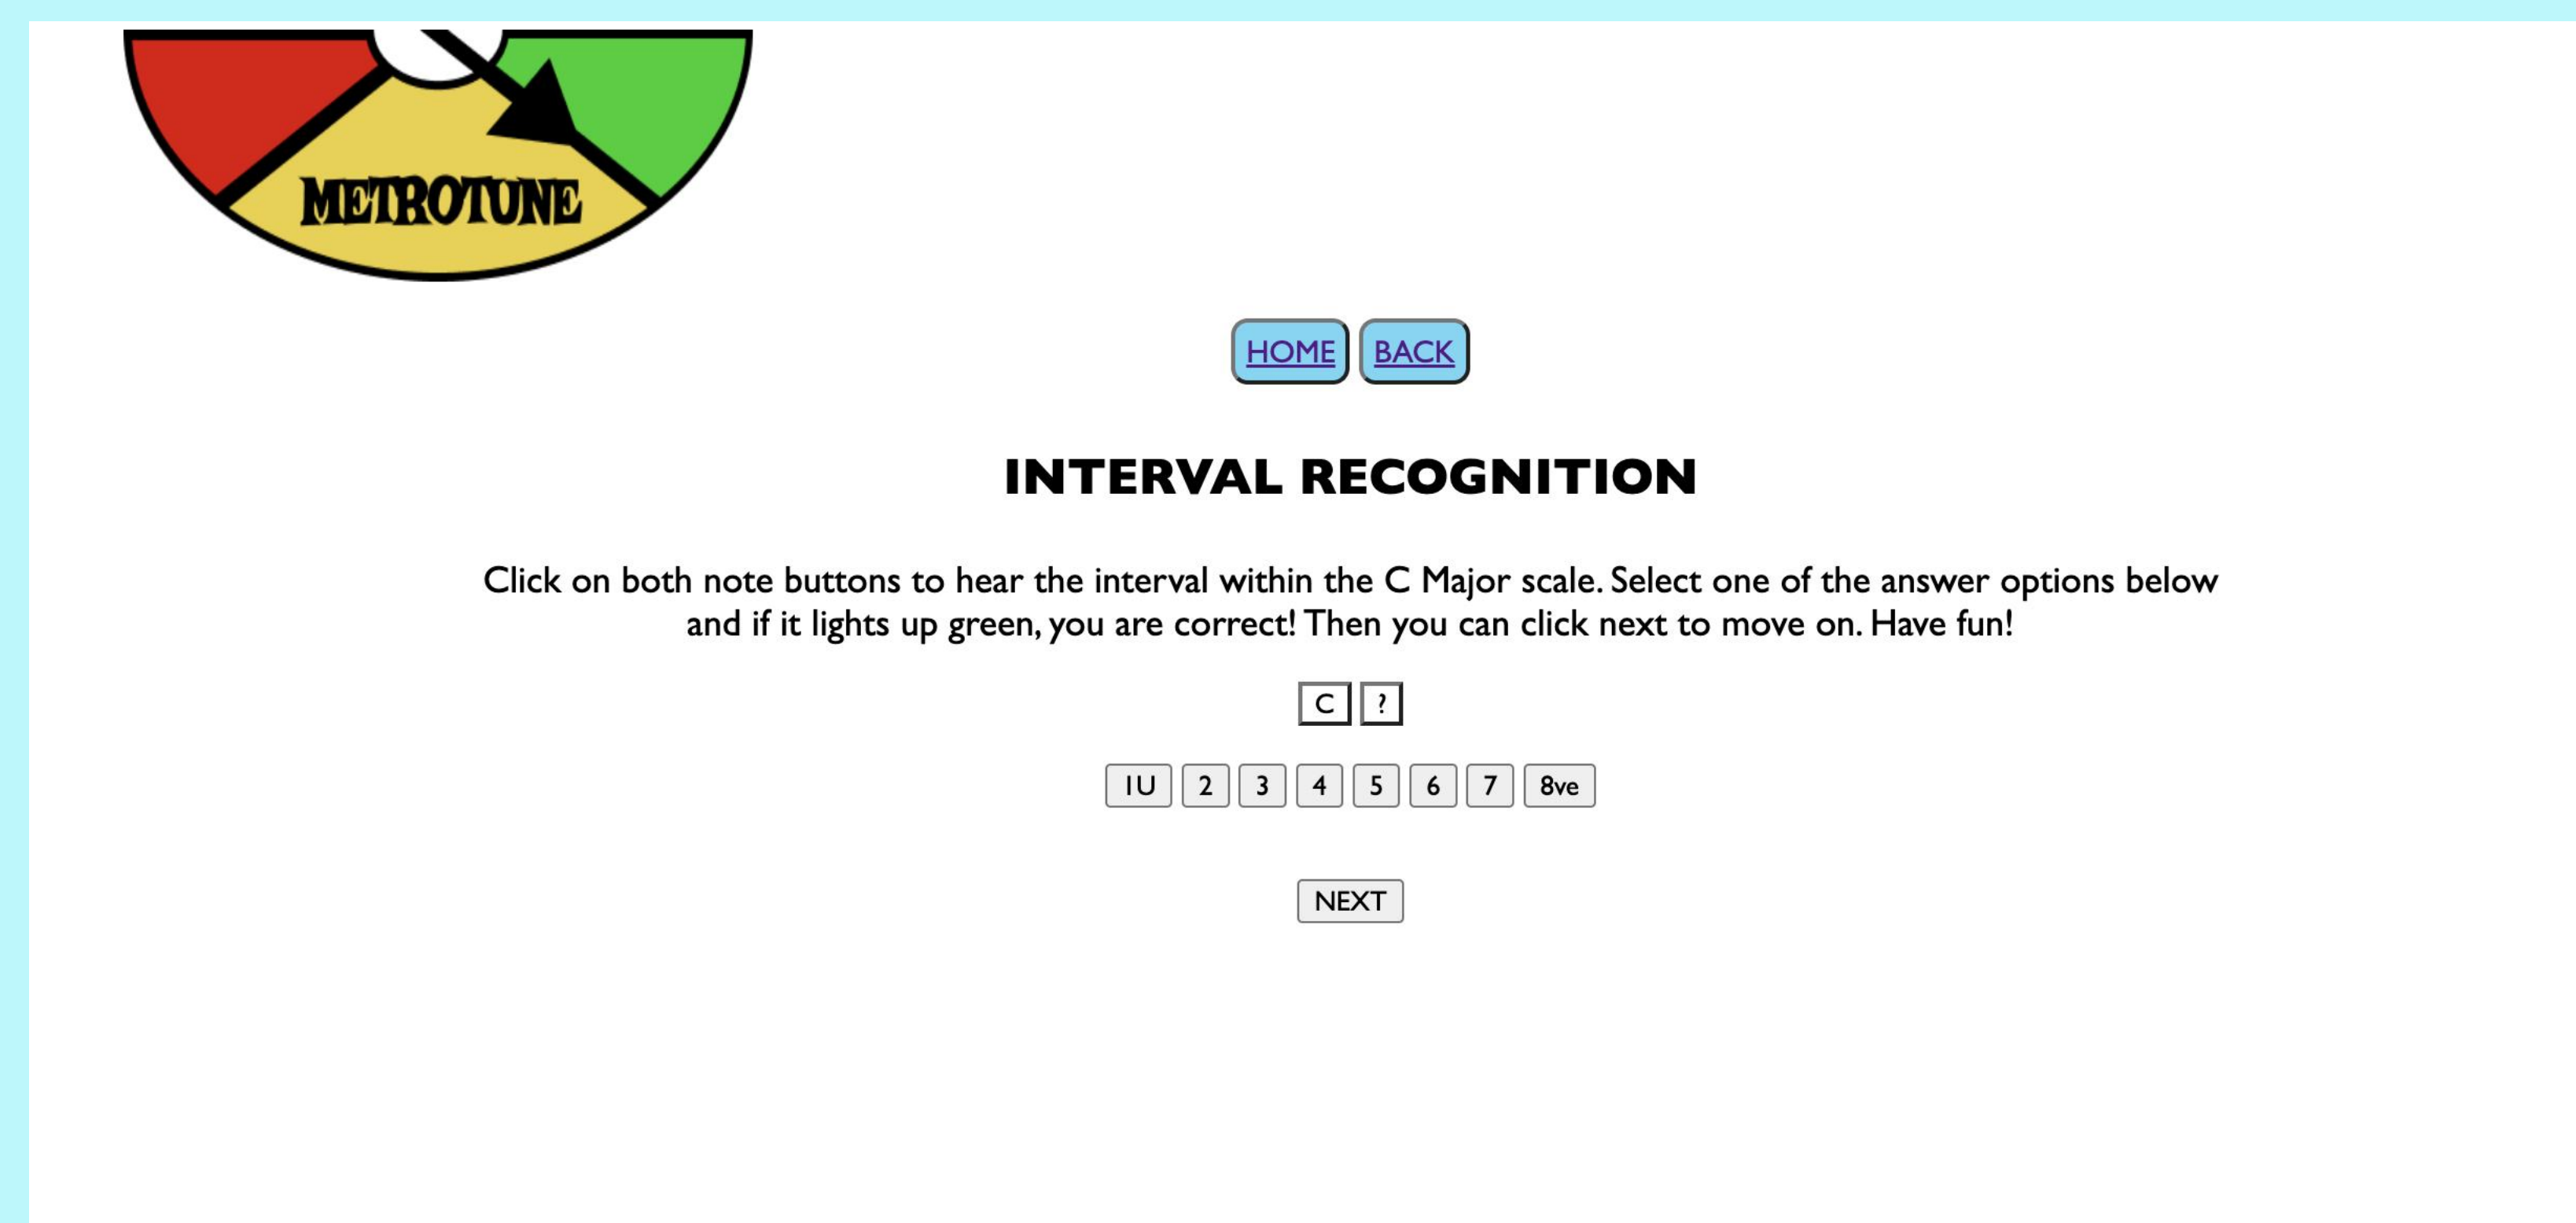 METROTUNE
HOME BACK
INTERVAL RECOGNITION
Click on both note buttons to hear the interval within the C Major scale. Select one of the answer options below
and if it lights up green, you are correct! Then you can click next to move on. Have fun!
C ?
1U 2 3 4 5 6 7 8ve
NEXT